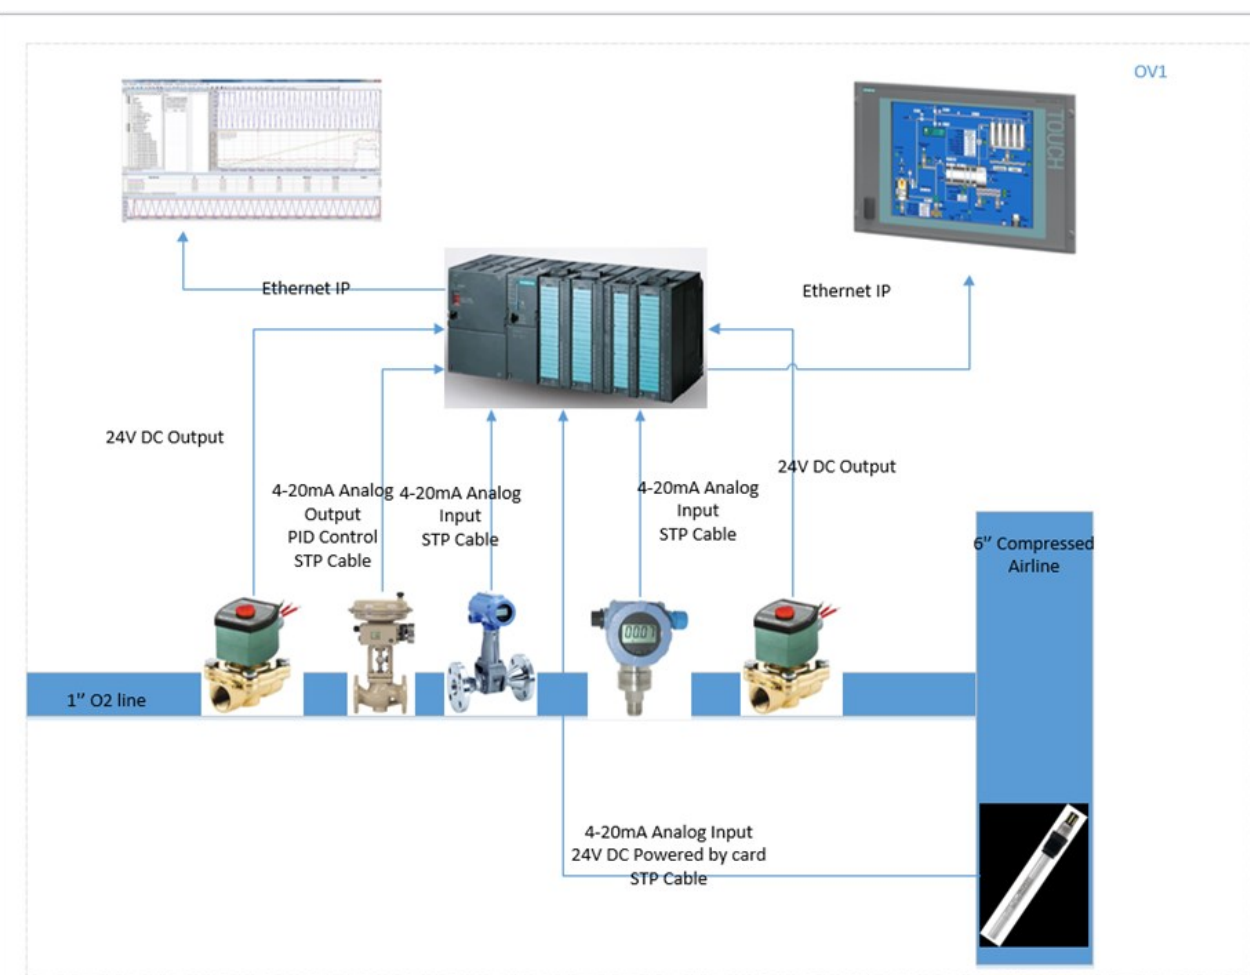 OV1
TOUCH
Ethernet IP
Ethernet IP
24V DC Output
4-20mA Analog
Output
PID Control
STP Cable
4-20mA Analog
Input
STP Cable
4-20mA Analog
Input
STP Cable
24V DC Output
6” Compressed
Airline
1” O2 line
4-20mA Analog Input
24V DC Powered by card
STP Cable